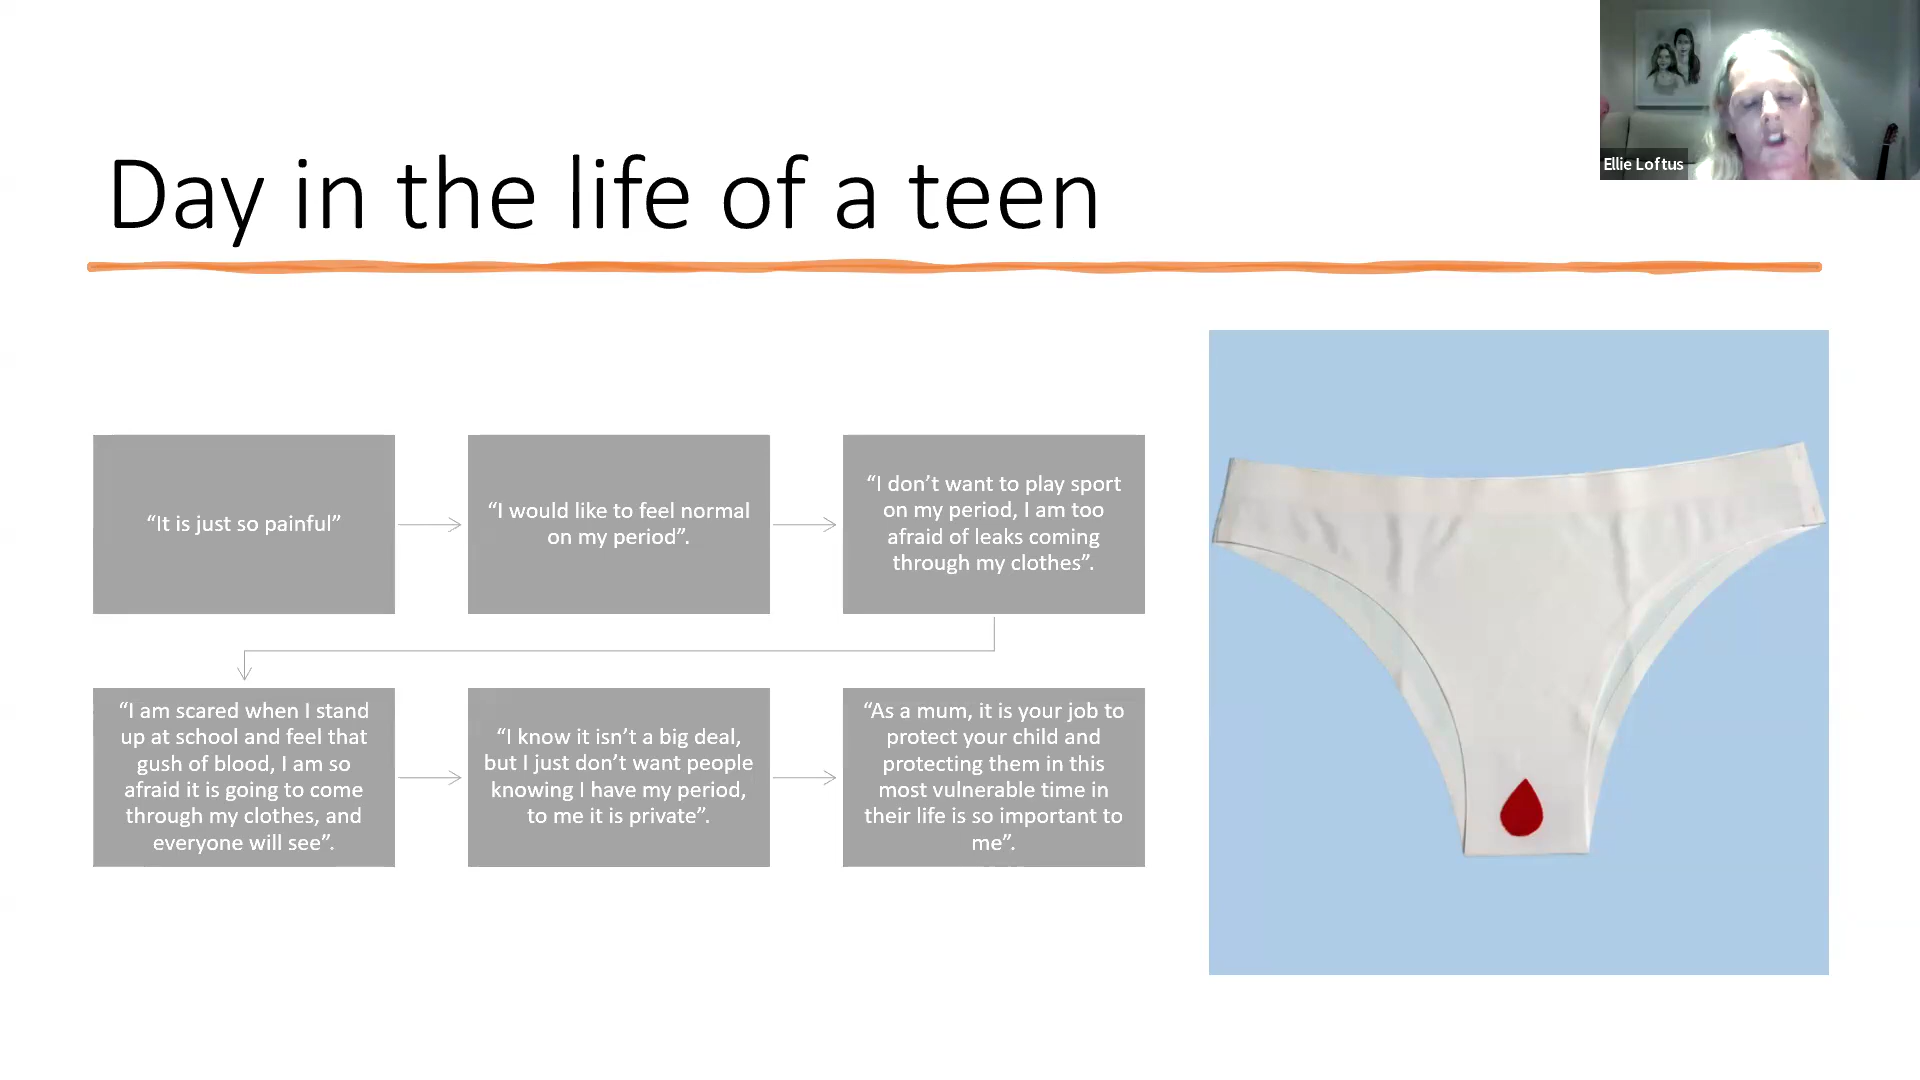 Ellie Loftus
Day in the life of a teen
“It is just so painful”
“I would like to feel normal
on my period”.
“I don’t want to play sport
on my period, I am too
afraid of leaks coming
through my clothes”.
“I am scared when I stand
up at school and feel that
gush of blood, I am so
afraid it is going to come
through my clothes, and
everyone will see”.
“I know it isn’t a big deal,
but I just don’t want people
knowing I have my period,
to me it is private”.
“As a mum, it is your job to
protect your child and
protecting them in this
most vulnerable time in
their life is so important to
me”.